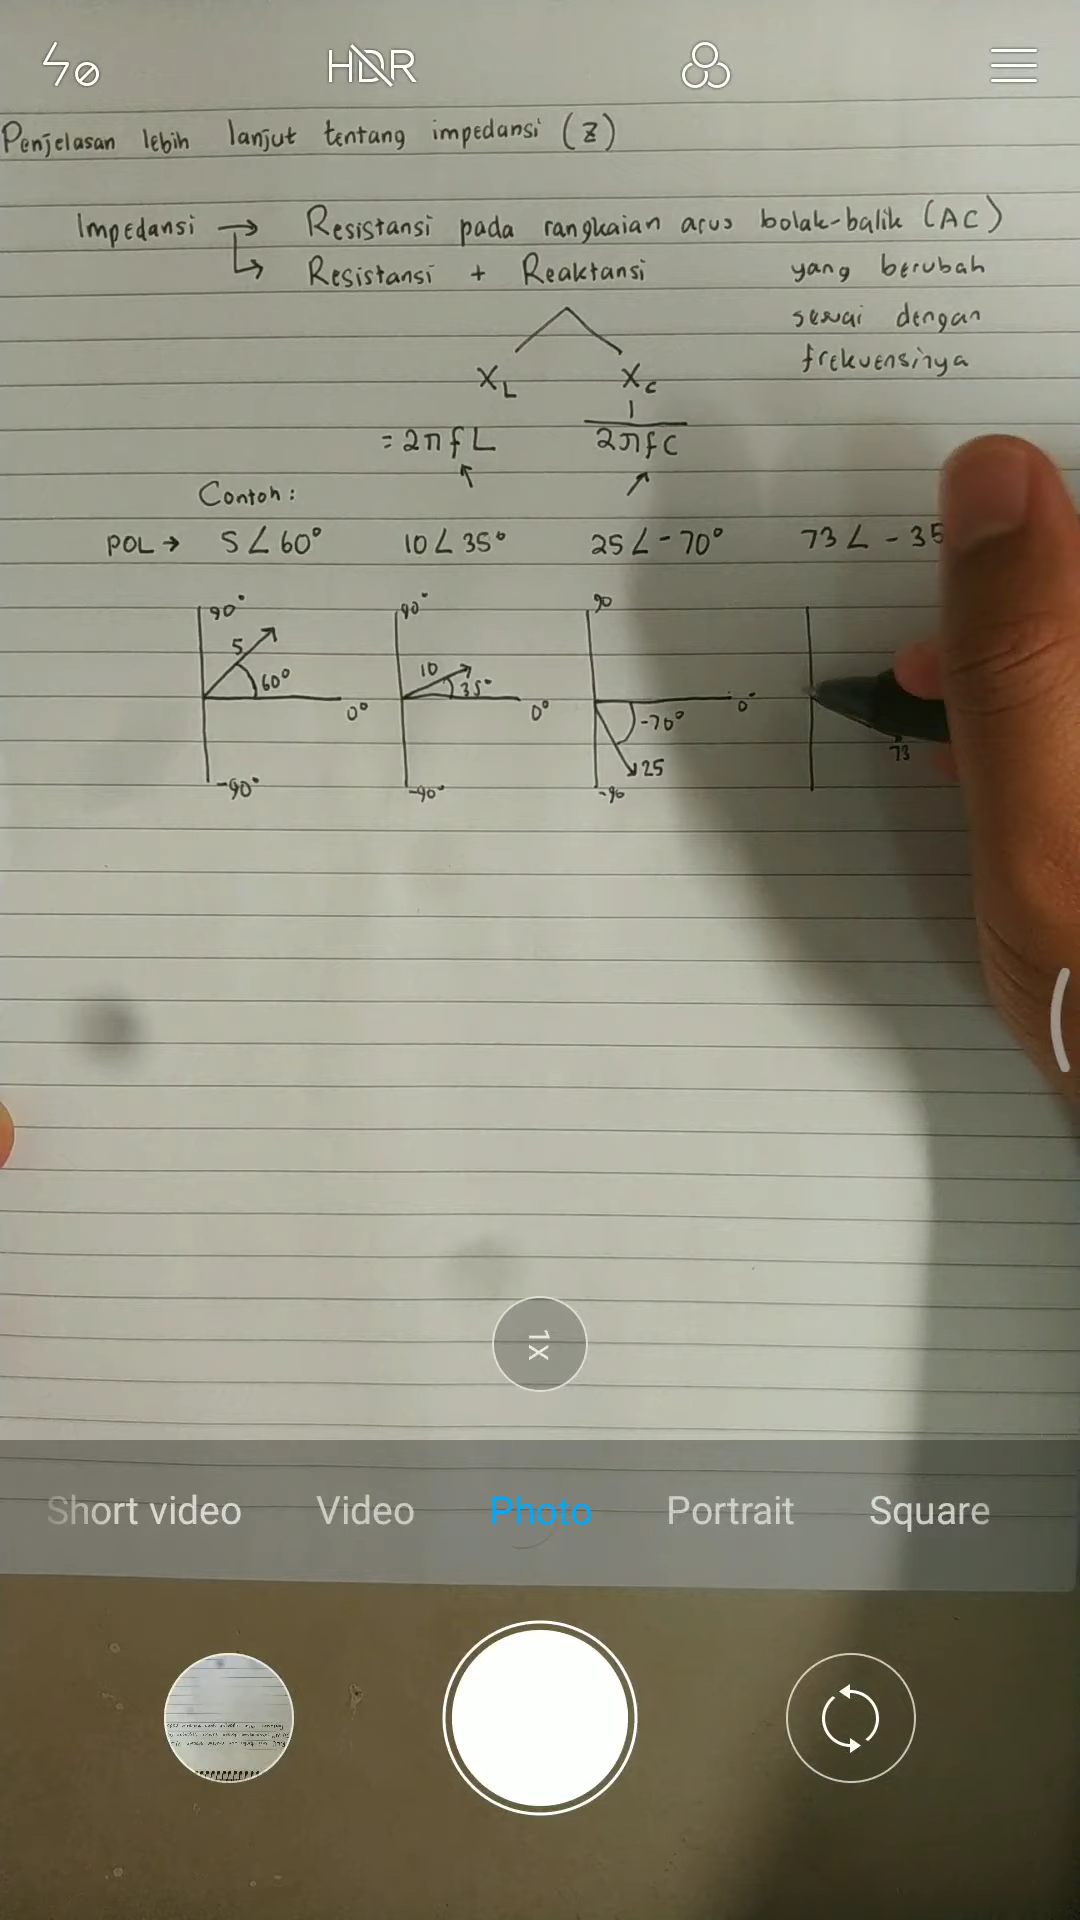 HDR
Penjelasan lebih lanjut tentang impedansi (Z)
Impedansi → Resistansi pada rangkaian arus bolak-balik (AC)
↳ Resistansi + Reaktansi yang berubah
sesuai dengan
frekuensinya
X_L X_C
= 2πfL 1/2πfC
Contoh:
POL → 5∠60° 10∠35° 25∠-70° 73∠-35
90° 90° 90
5 60° 0° 10 35° 0° -70° 0° 25 73
-90° -90° -90
1X
Short video Video Photo Portrait Square